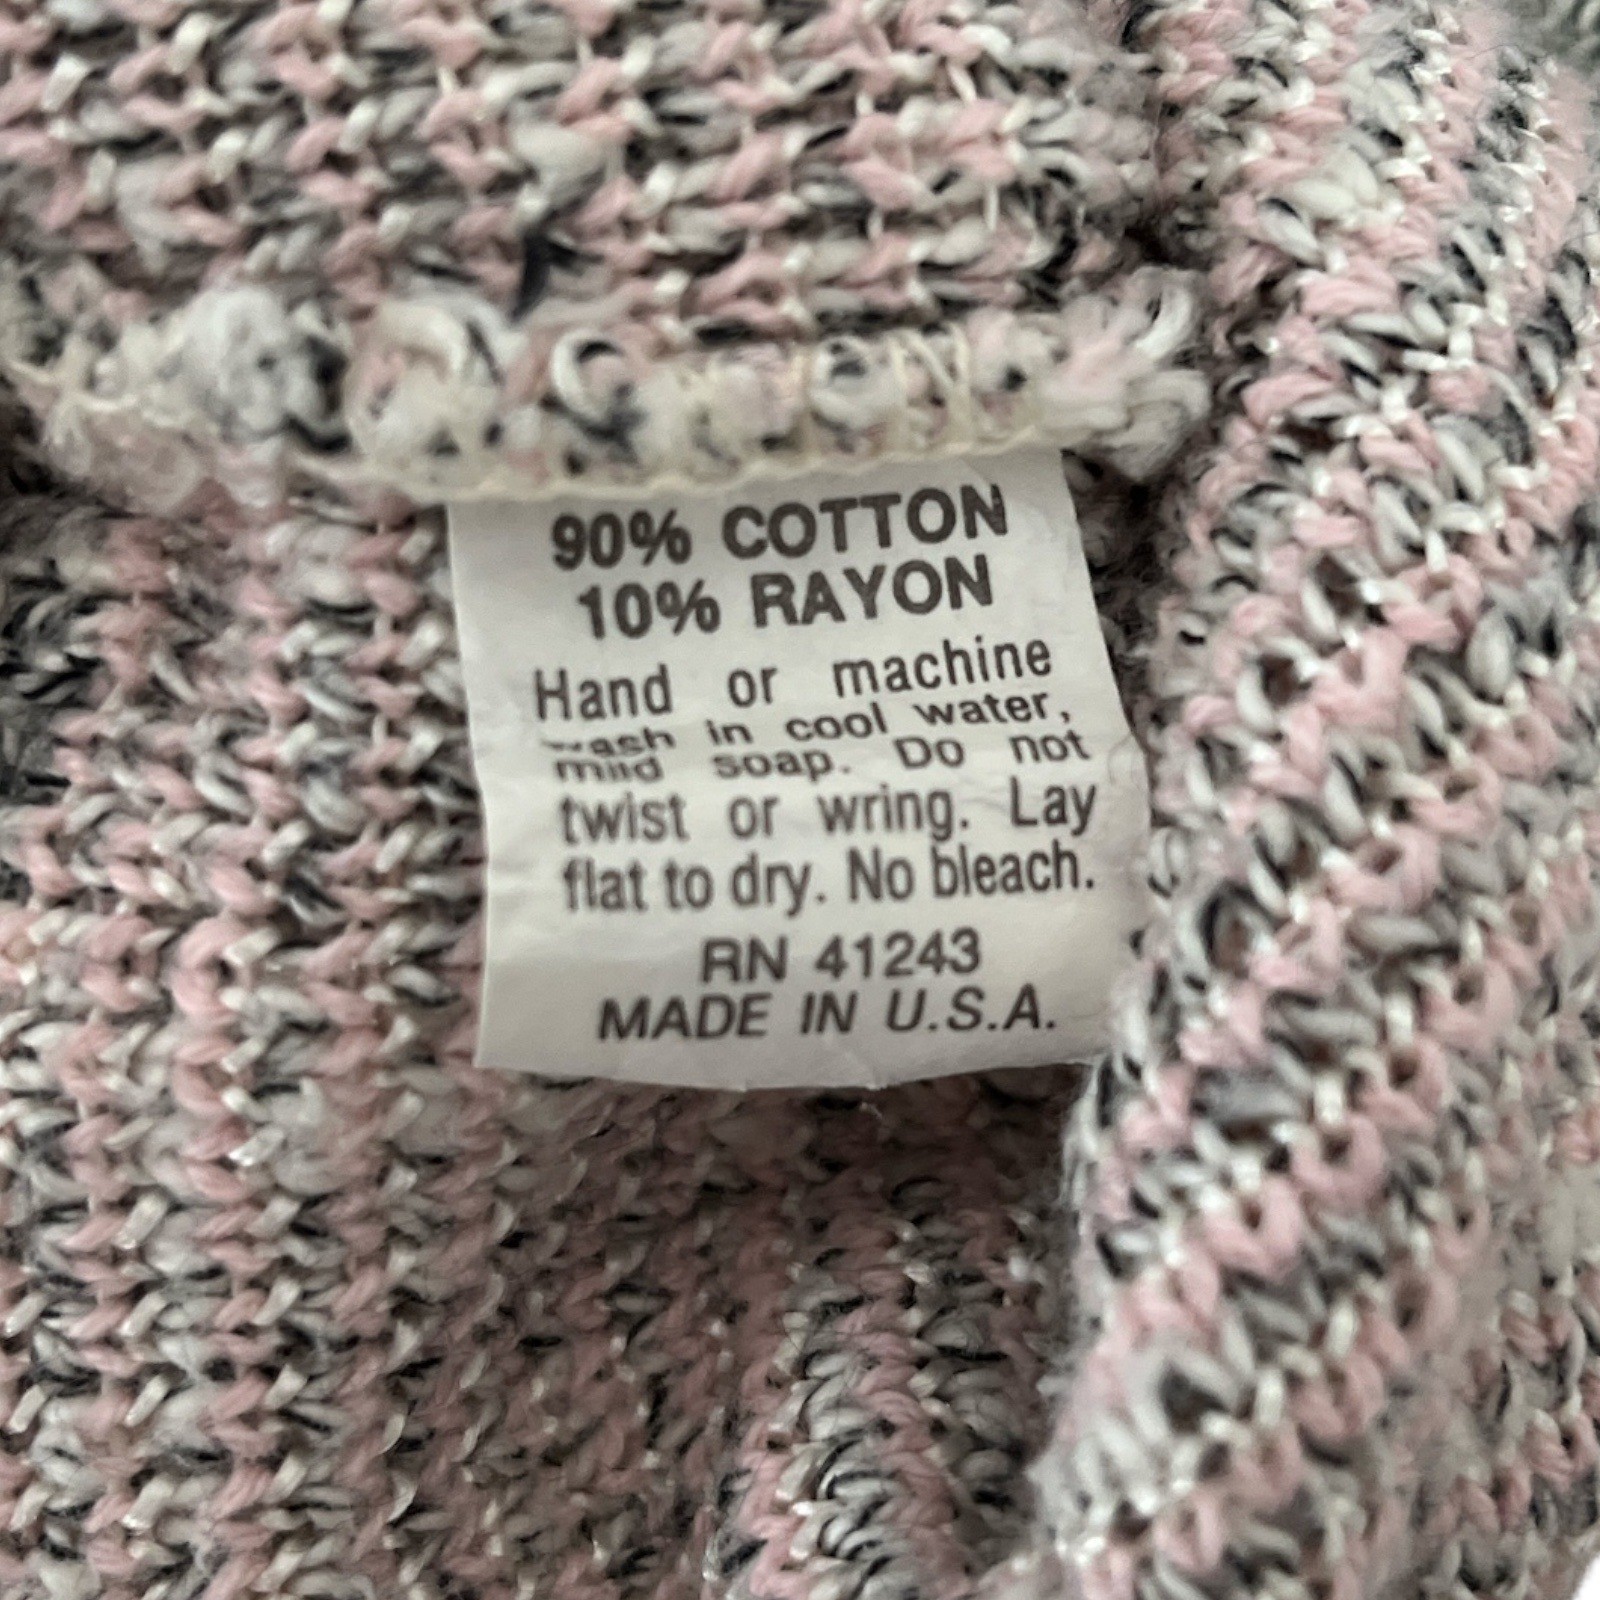 90% COTTON
10% RAYON
Hand or machine
wash in cool water,
mild soap. Do not
twist or wring. Lay
flat to dry. No bleach.
RN 41243
MADE IN U.S.A.